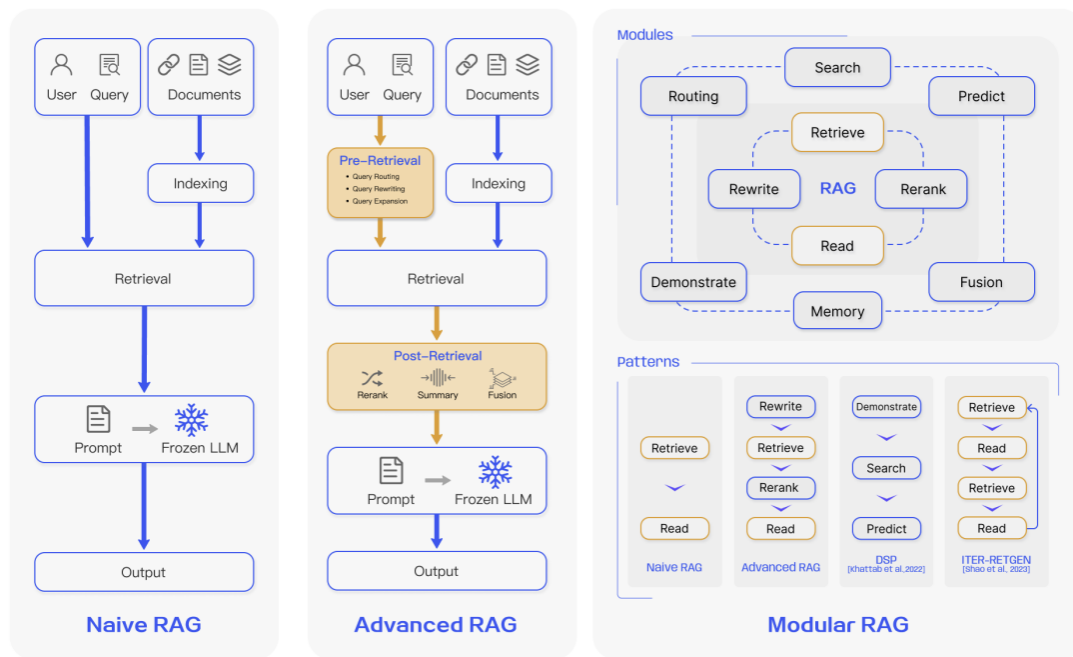 User Query
Documents
Indexing
Retrieval
Prompt
Frozen LLM
Output
Naive RAG
User Query
Documents
Pre-Retrieval
• Query Routing
• Query Rewriting
• Query Expansion
Indexing
Retrieval
Post-Retrieval
Rerank Summary Fusion
Prompt
Frozen LLM
Output
Advanced RAG
Modules
Search
Routing
Predict
Retrieve
Rewrite
RAG
Rerank
Read
Demonstrate
Fusion
Memory
Patterns
Retrieve
Read
Naive RAG
Rewrite
Retrieve
Rerank
Read
Advanced RAG
Demonstrate
Search
Predict
DSP
[Khattab et al.,2022]
Retrieve
Read
Retrieve
Read
ITER-RETGEN
[Shao et al., 2023]
Modular RAG